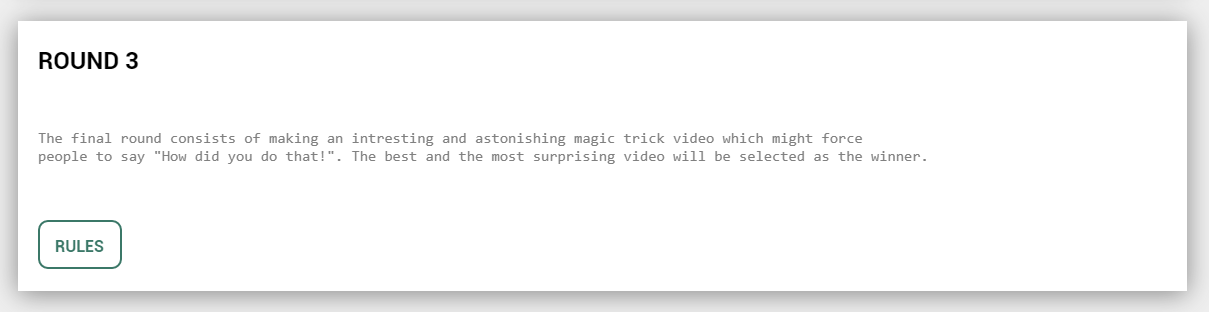 ROUND 3
The final round consists of making an intresting and astonishing magic trick video which might force
people to say "How did you do that!". The best and the most surprising video will be selected as the winner.
RULES